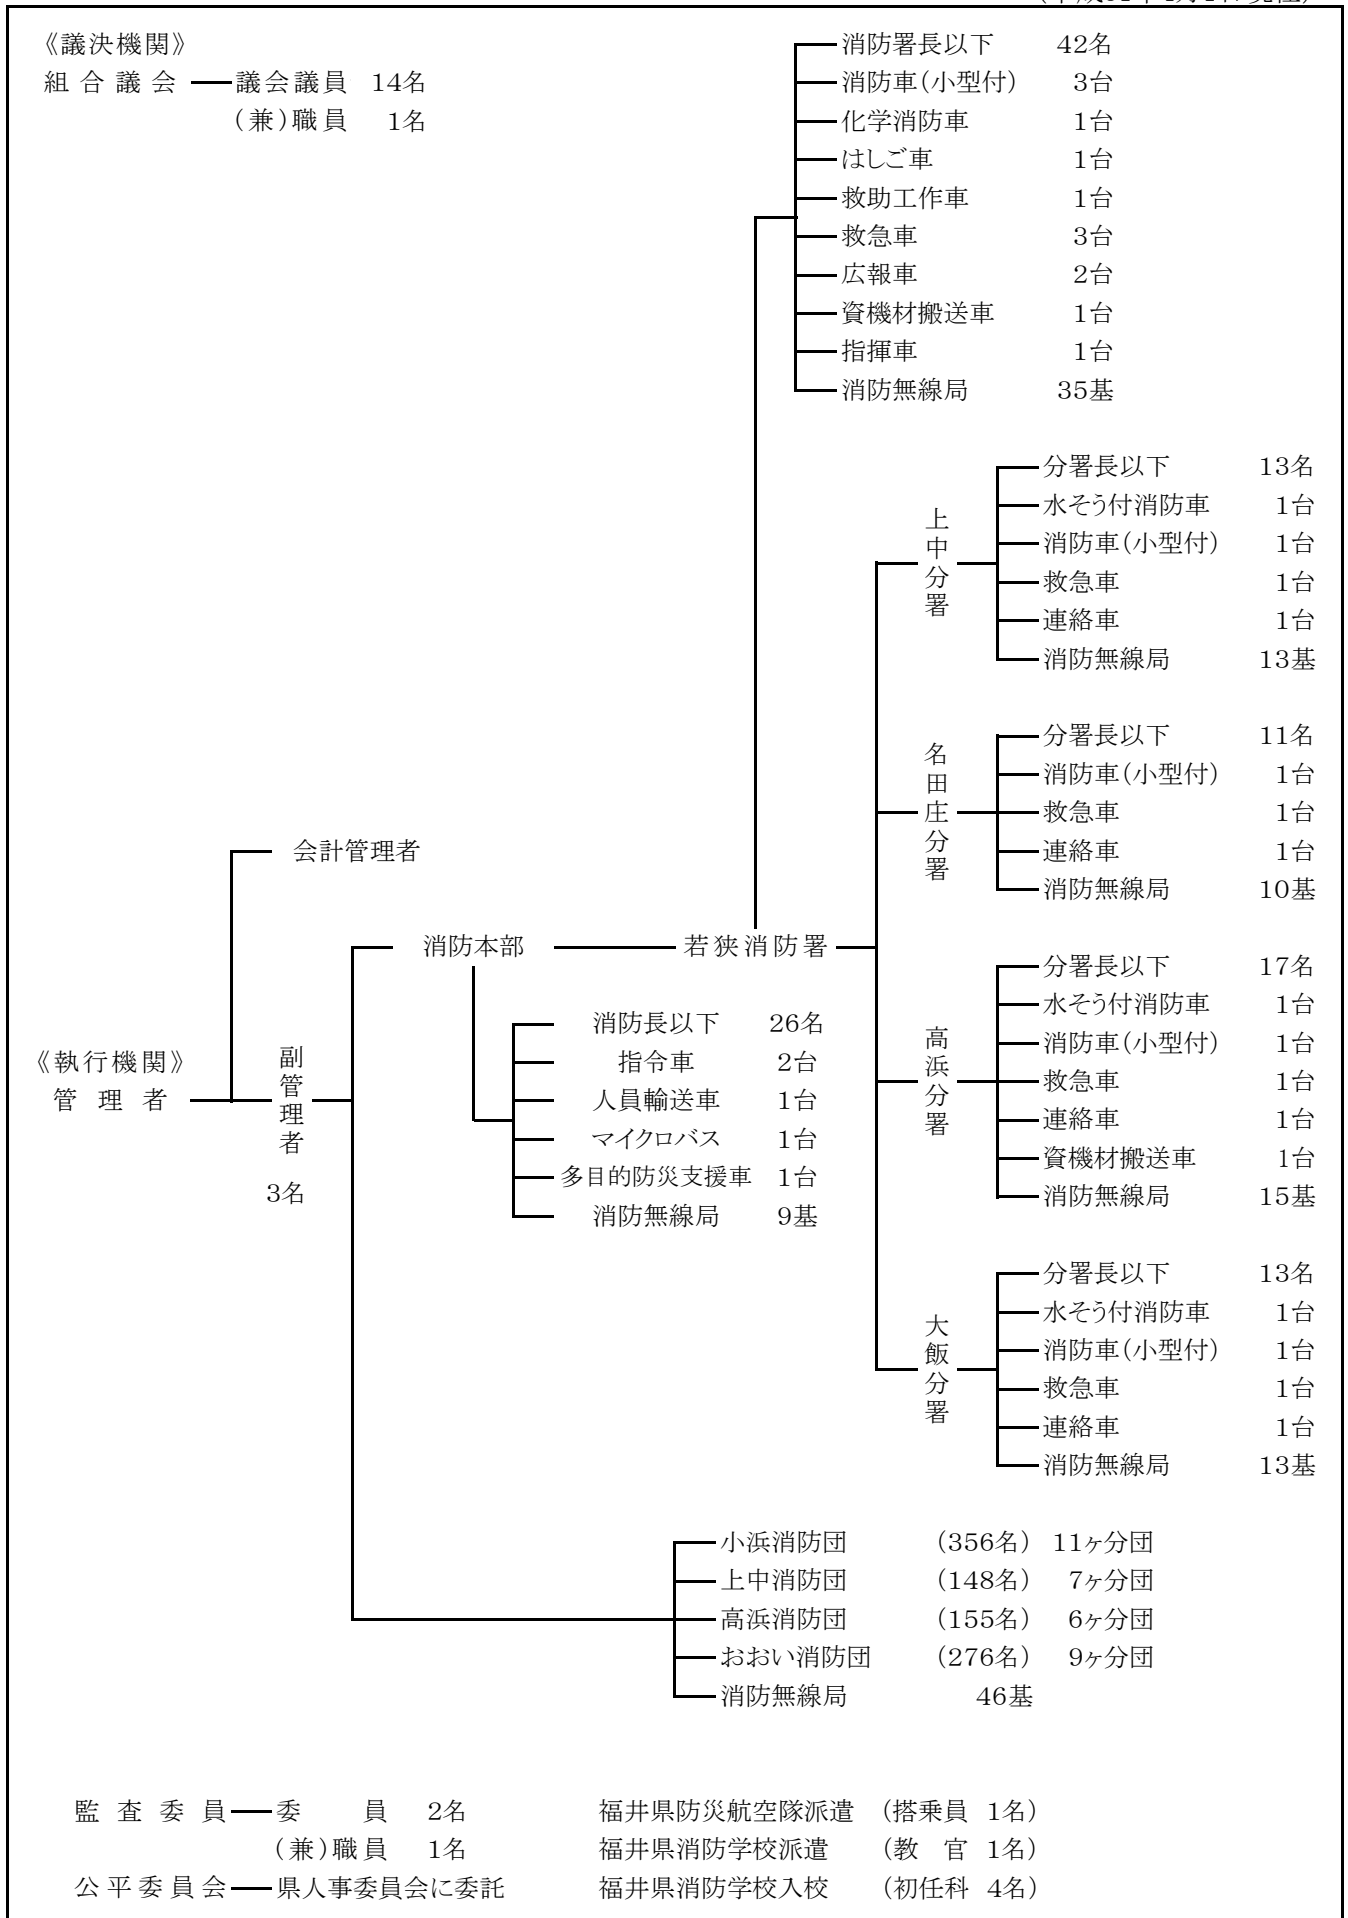 《議決機関》
組合議会 議会議員 14名
(兼)職員 1名
消防署長以下 42名
消防車(小型付) 3台
化学消防車 1台
はしご車 1台
救助工作車 1台
救急車 3台
広報車 2台
資機材搬送車 1台
指揮車 1台
消防無線局 35基
上中分署
分署長以下 13名
水そう付消防車 1台
消防車(小型付) 1台
救急車 1台
連絡車 1台
消防無線局 13基
名田庄分署
分署長以下 11名
消防車(小型付) 1台
救急車 1台
連絡車 1台
消防無線局 10基
会計管理者
消防本部 若狭消防署
高浜分署
分署長以下 17名
水そう付消防車 1台
消防車(小型付) 1台
救急車 1台
連絡車 1台
資機材搬送車 1台
消防無線局 15基
《執行機関》
管理者
副管理者
3名
消防長以下 26名
指令車 2台
人員輸送車 1台
マイクロバス 1台
多目的防災支援車 1台
消防無線局 9基
大飯分署
分署長以下 13名
水そう付消防車 1台
消防車(小型付) 1台
救急車 1台
連絡車 1台
消防無線局 13基
小浜消防団 (356名) 11ヶ分団
上中消防団 (148名) 7ヶ分団
高浜消防団 (155名) 6ヶ分団
おおい消防団 (276名) 9ヶ分団
消防無線局 46基
監査委員 委員 2名
(兼)職員 1名
公平委員会 県人事委員会に委託
福井県防災航空隊派遣 (搭乗員 1名)
福井県消防学校派遣 (教官 1名)
福井県消防学校入校 (初任科 4名)